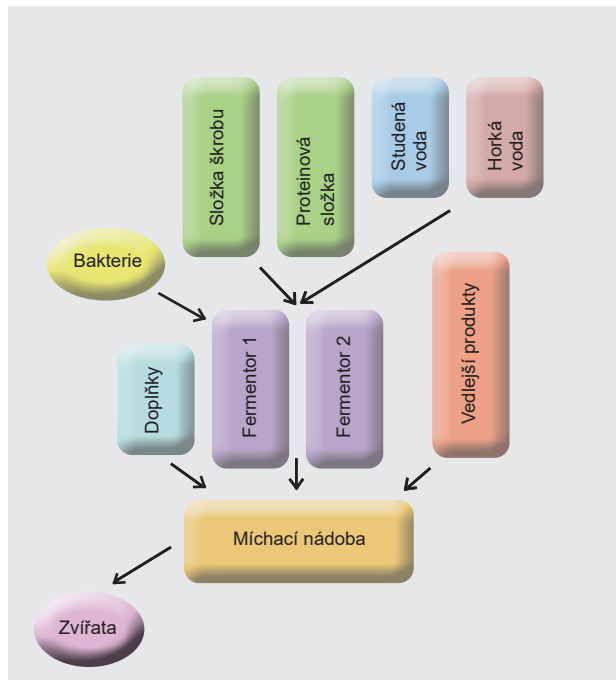 Složka škrobu
Proteinová
složka
Studená
voda
Horká
voda
Bakterie
Doplňky
Fermentor 1
Fermentor 2
Vedlejší produkty
Míchací nádoba
Zvířata